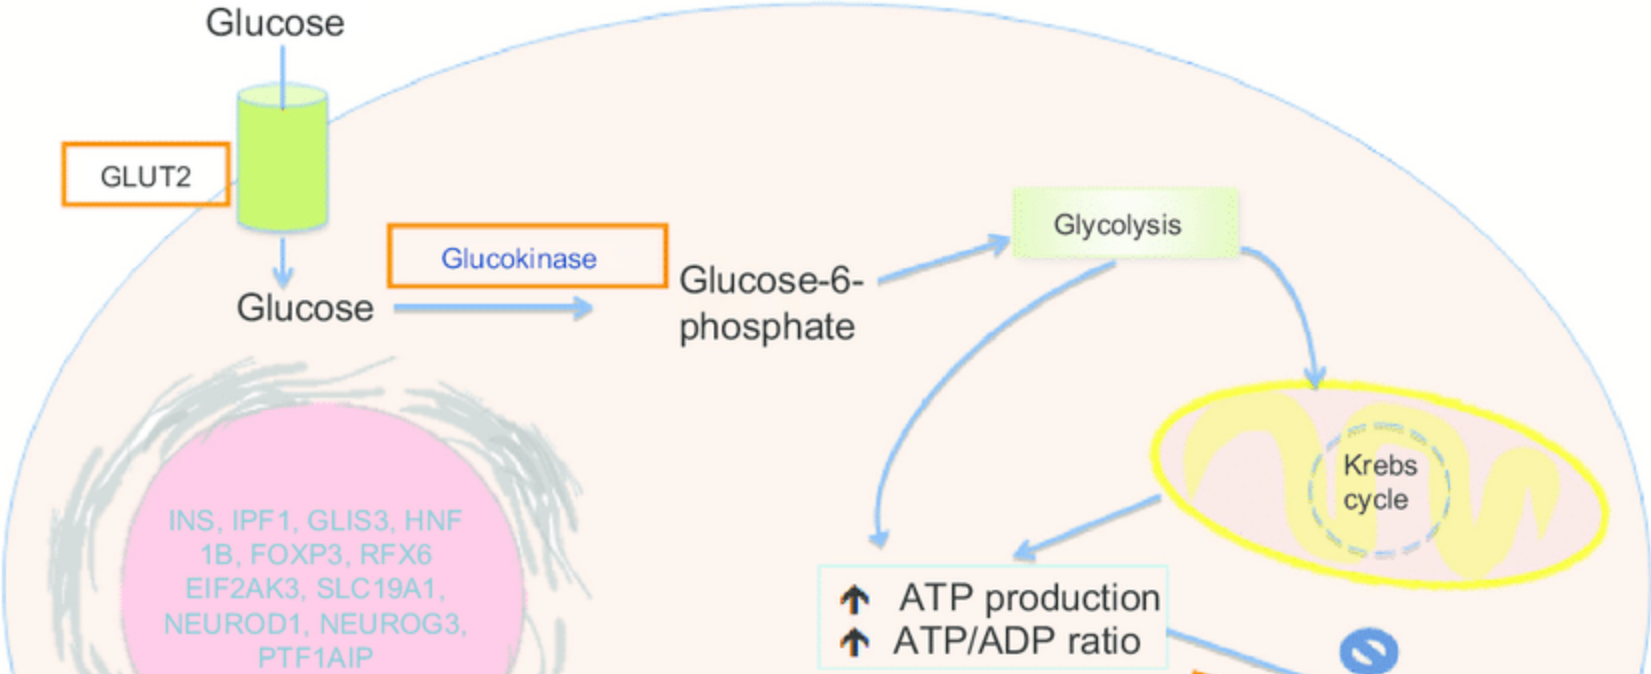 Glucose
GLUT2
Glucokinase
Glucose
Glucose-6-
phosphate
Glycolysis
Krebs
cycle
INS, IPF1, GLIS3, HNF
1B, FOXP3, RFX6
EIF2AK3, SLC19A1,
NEUROD1, NEUROG3,
PTF1AIP
ATP production
ATP/ADP ratio